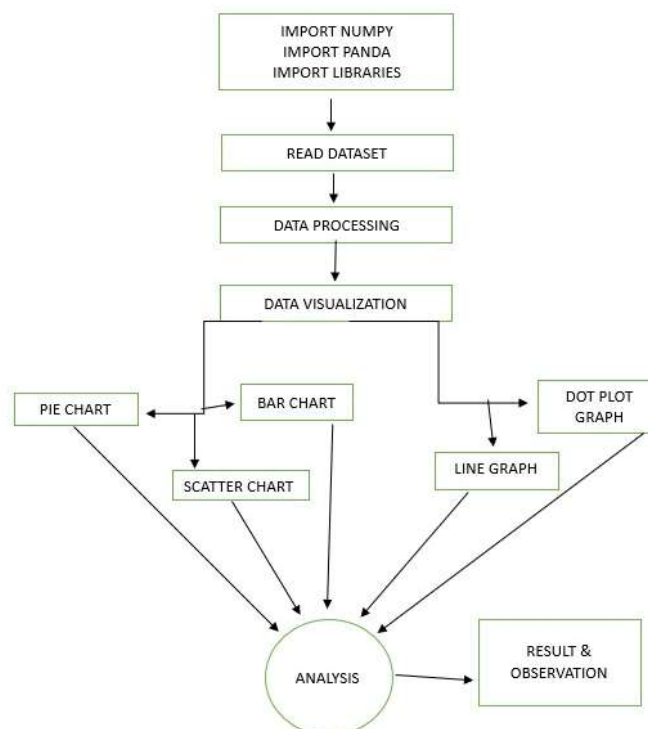 IMPORT NUMPY
IMPORT PANDA
IMPORT LIBRARIES
READ DATASET
DATA PROCESSING
DATA VISUALIZATION
PIE CHART
BAR CHART
DOT PLOT
GRAPH
SCATTER CHART
LINE GRAPH
ANALYSIS
RESULT &
OBSERVATION